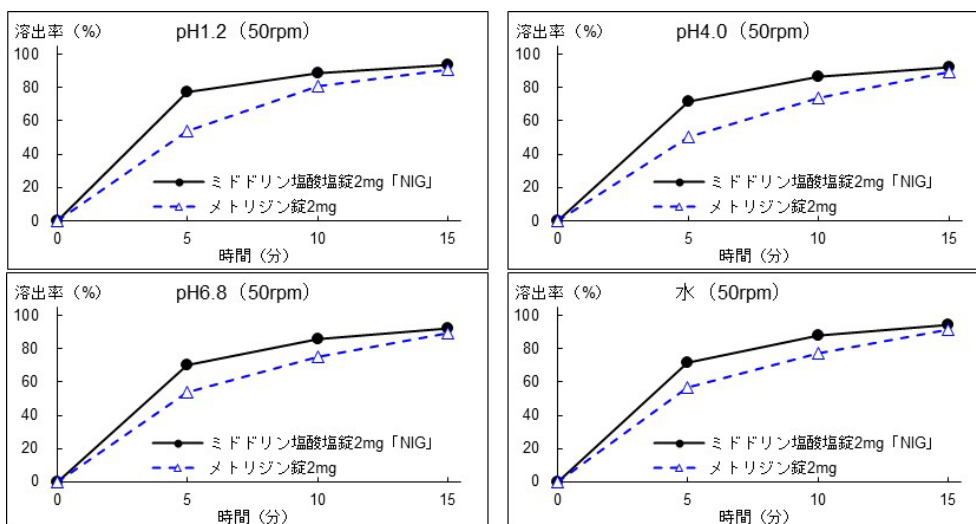 溶出率（%）
pH1.2（50rpm）
100
80
60
40
20
0
ミドドリン塩酸塩錠2mg「NIG」
メトリジン錠2mg
0 5 10 15
時間（分）
溶出率（%）
pH4.0（50rpm）
100
80
60
40
20
0
ミドドリン塩酸塩錠2mg「NIG」
メトリジン錠2mg
0 5 10 15
時間（分）
溶出率（%）
pH6.8（50rpm）
100
80
60
40
20
0
ミドドリン塩酸塩錠2mg「NIG」
メトリジン錠2mg
0 5 10 15
時間（分）
溶出率（%）
水（50rpm）
100
80
60
40
20
0
ミドドリン塩酸塩錠2mg「NIG」
メトリジン錠2mg
0 5 10 15
時間（分）